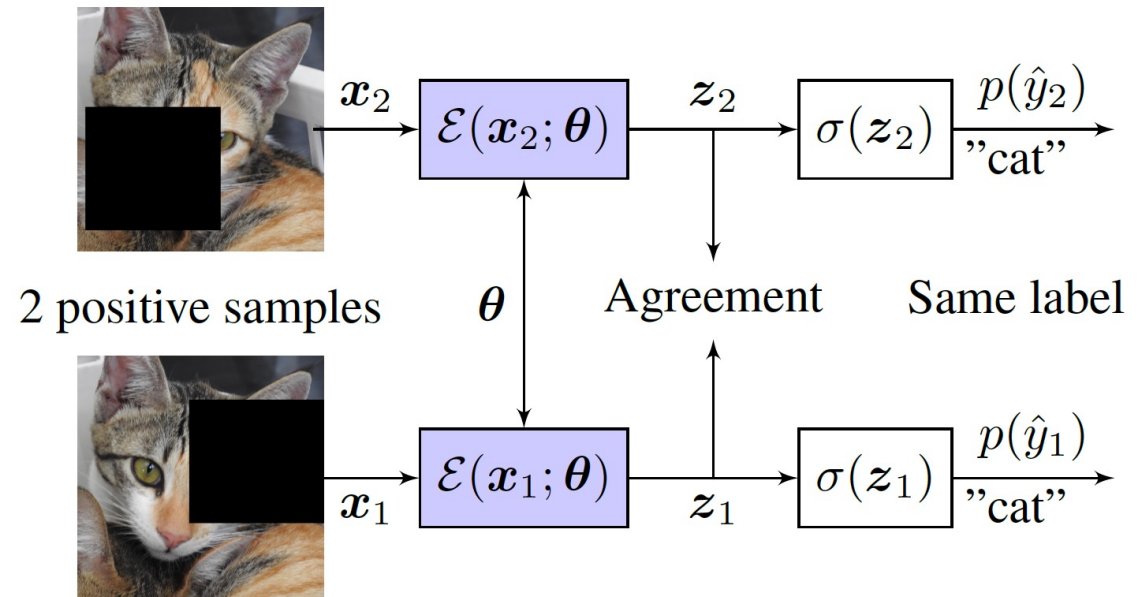 x₂
ℰ(x₂; θ)
z₂
σ(z₂)
p(ŷ₂)
"cat"
2 positive samples
θ
Agreement
Same label
x₁
ℰ(x₁; θ)
z₁
σ(z₁)
p(ŷ₁)
"cat"